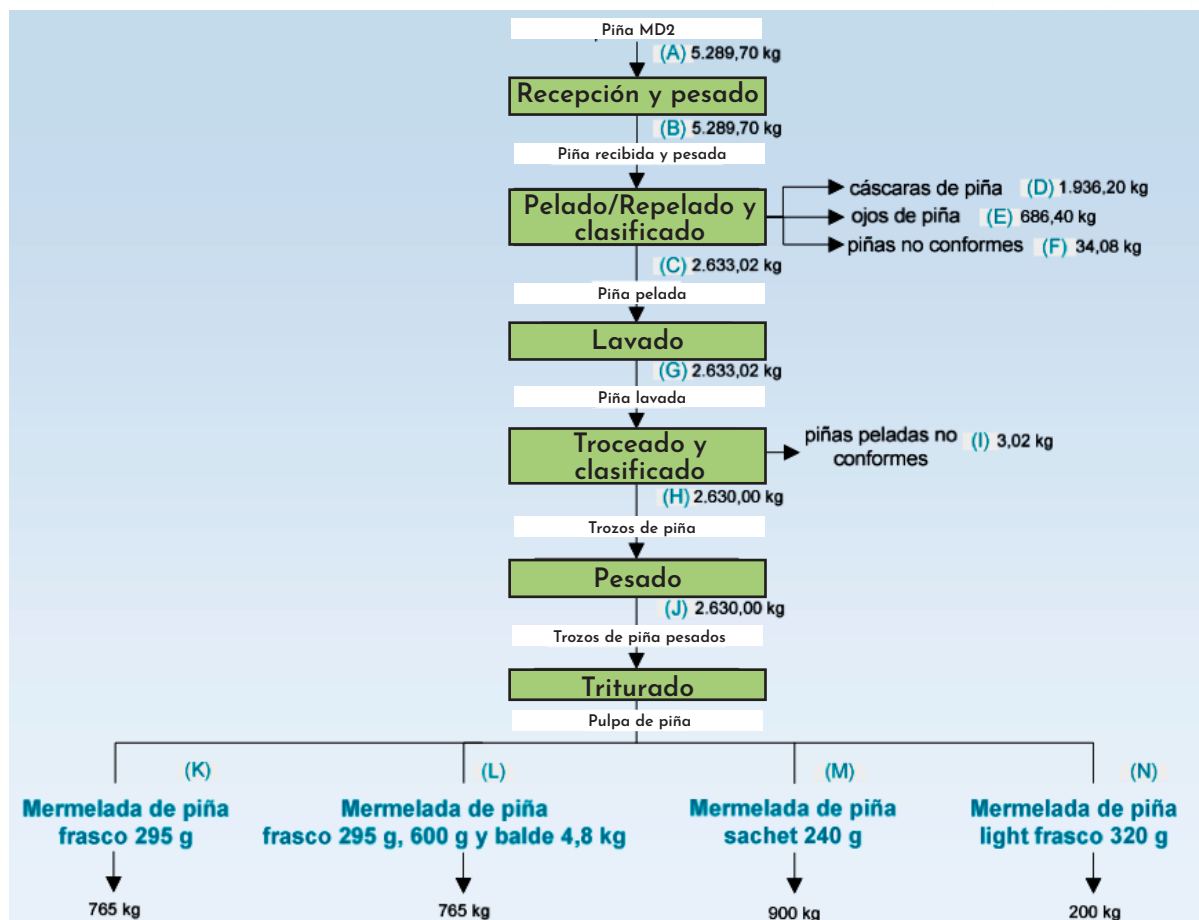 Piña MD2
(A) 5.289,70 kg
Recepción y pesado
(B) 5.289,70 kg
Piña recibida y pesada
Pelado/Repelado y
clasificado
cáscaras de piña (D) 1.936,20 kg
ojos de piña (E) 686,40 kg
piñas no conformes (F) 34,08 kg
(C) 2.633,02 kg
Piña pelada
Lavado
(G) 2.633,02 kg
Piña lavada
Troceado y
clasificado
piñas peladas no
conformes
(I) 3,02 kg
(H) 2.630,00 kg
Trozos de piña
Pesado
(J) 2.630,00 kg
Trozos de piña pesados
Triturado
Pulpa de piña
(K)
Mermelada de piña
frasco 295 g
765 kg
(L)
Mermelada de piña
frasco 295 g, 600 g y balde 4,8 kg
765 kg
(M)
Mermelada de piña
sachet 240 g
900 kg
(N)
Mermelada de piña
light frasco 320 g
200 kg